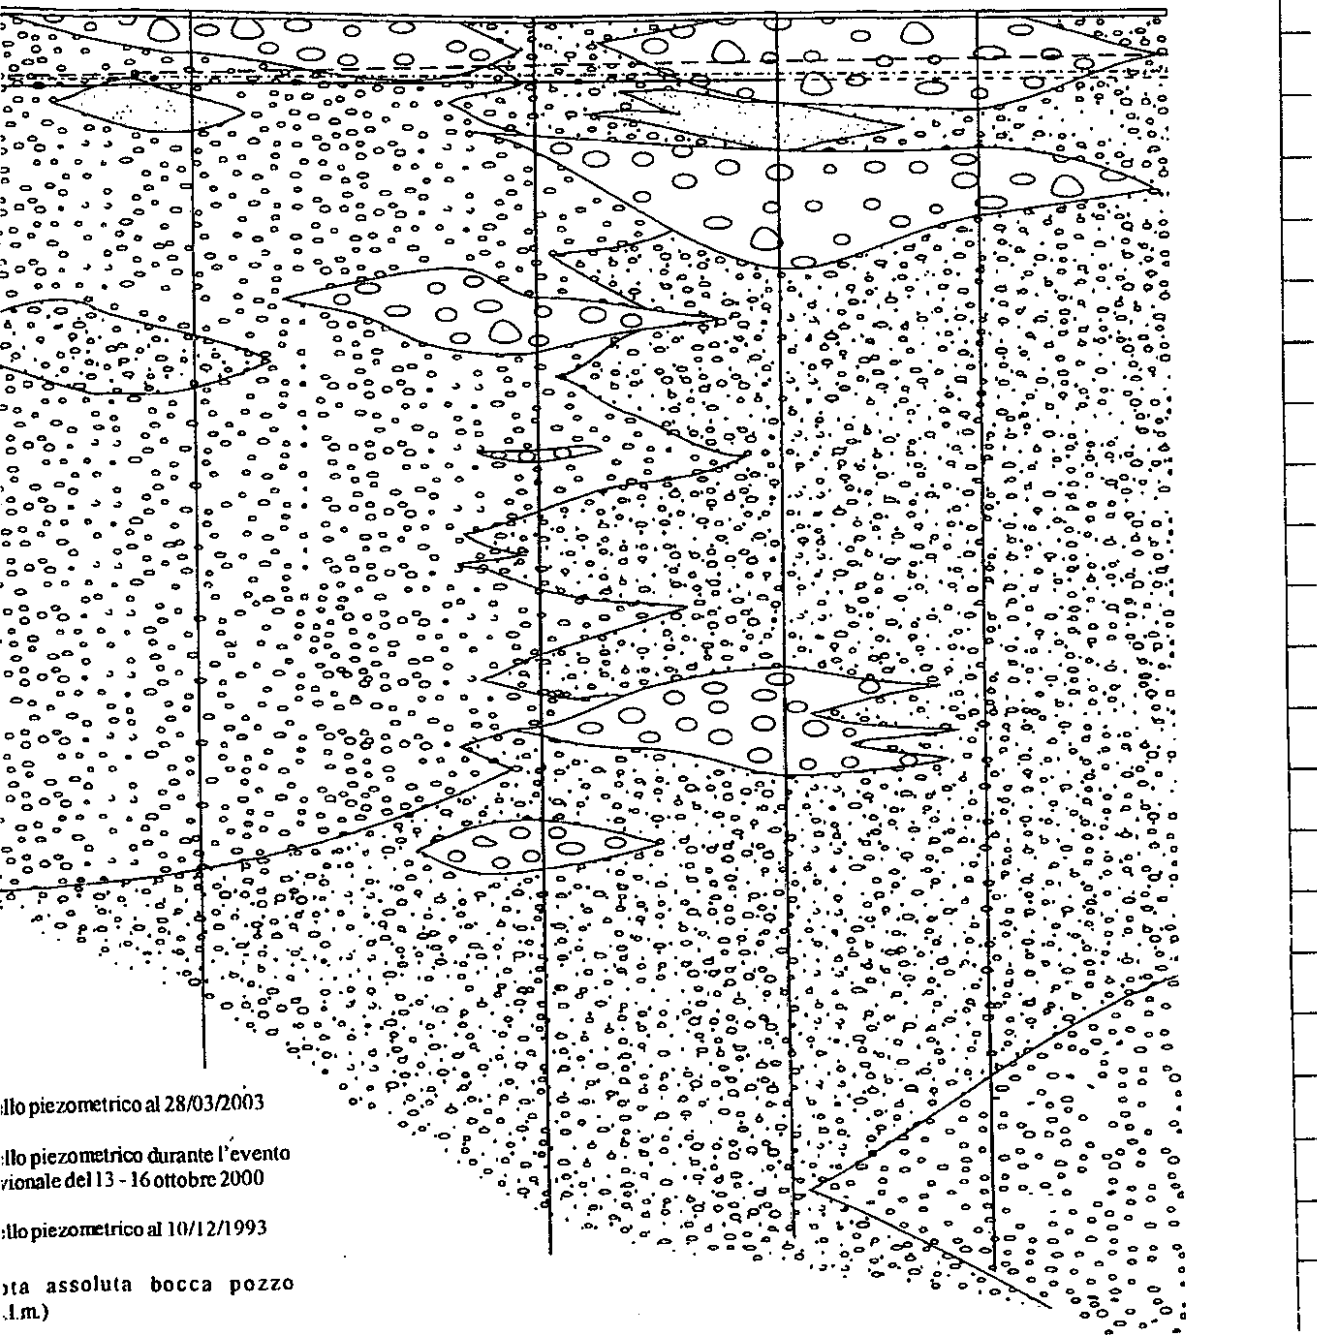 llo piezometrico al 28/03/2003
llo piezometrico durante l'evento
vionale del 13 - 16 ottobre 2000
llo piezometrico al 10/12/1993
ta assoluta bocca pozzo
.l.m.)